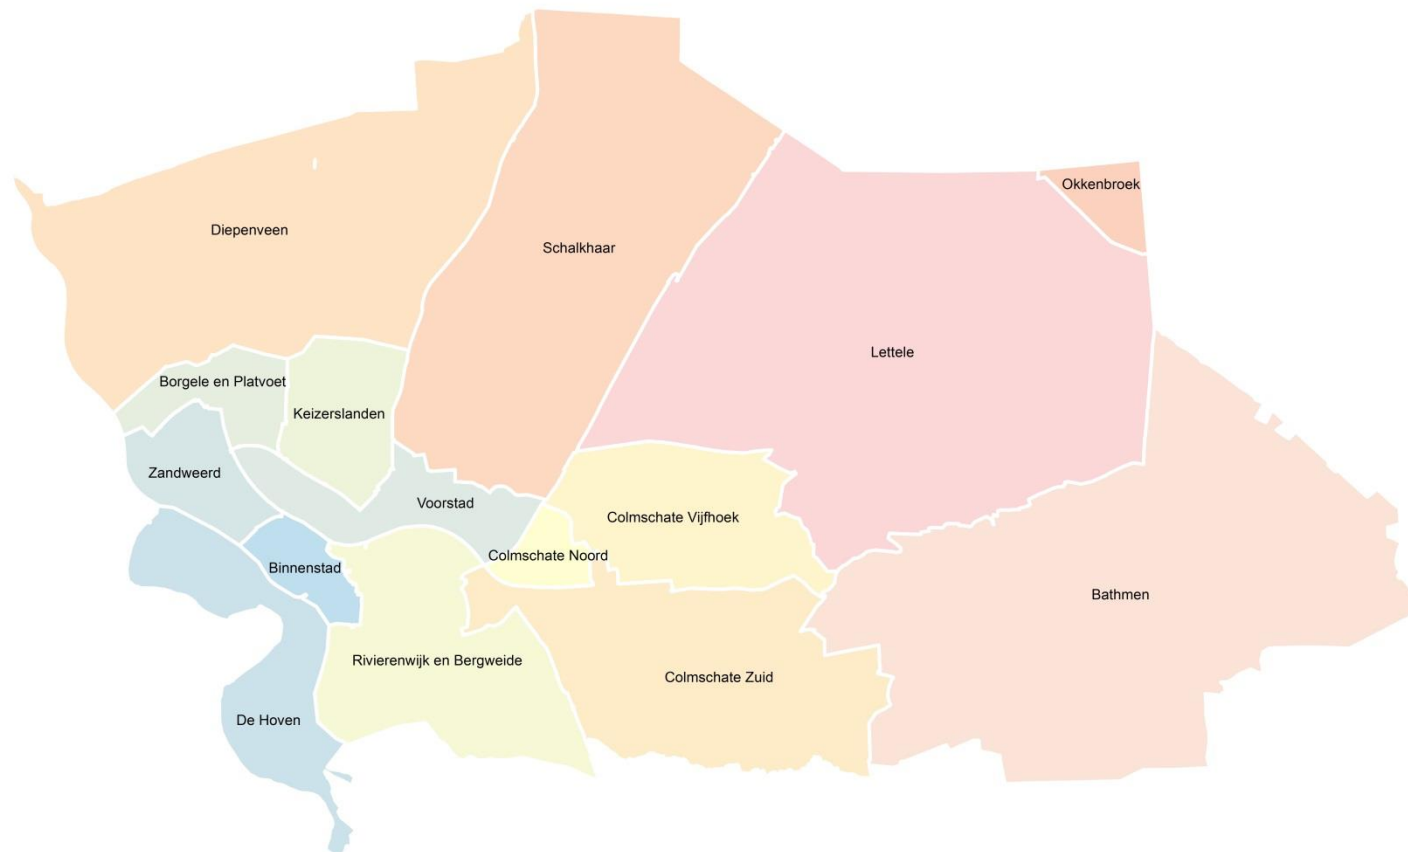 Okkenbroek
Diepenveen
Schalkhaar
Lettele
Borgele en Platvoet
Keizerslanden
Zandweerd
Voorstad
Colmschate Vijfhoek
Colmschate Noord
Binnenstad
Bathmen
Rivierenwijk en Bergweide
Colmschate Zuid
De Hoven